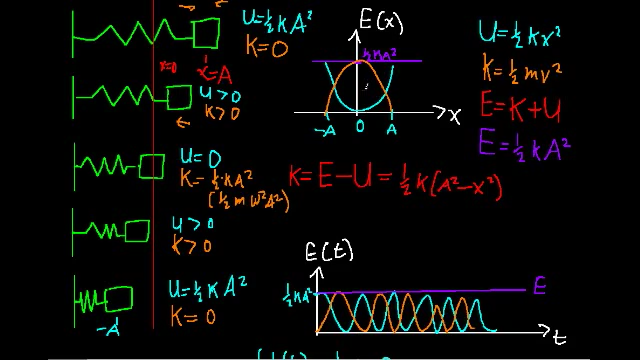 U=½KA²
K=0
x=0
x=A
U>0
K>0
U=0
K=½KA²
(½mω²A²)
U>0
K>0
U=½KA²
K=0
-A
E(x)
½KA²
-A 0 A
x
U=½Kx²
K=½mv²
E=K+U
E=½KA²
K=E-U=½K(A²-x²)
E(t)
½KA²
E
t